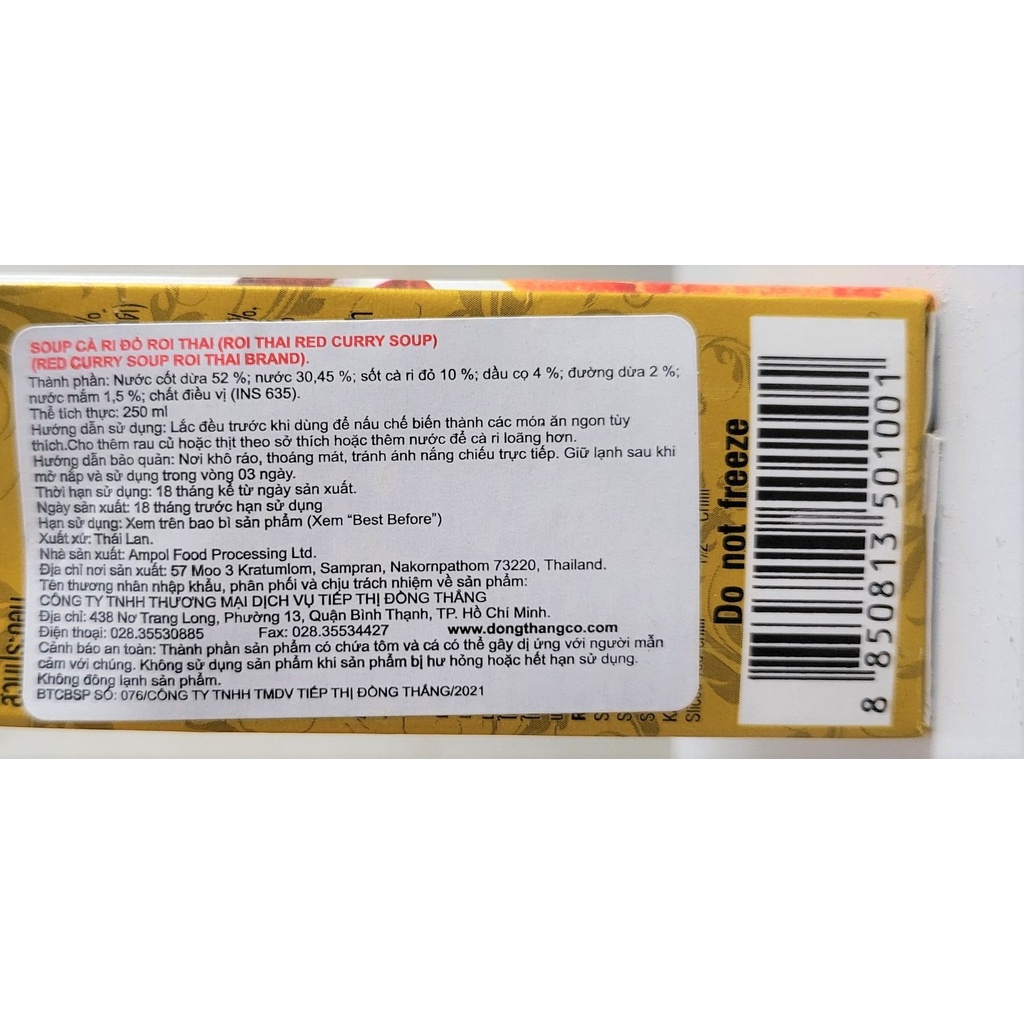 SOUP CÀ RI ĐỎ ROI THAI (ROI THAI RED CURRY SOUP)
(RED CURRY SOUP ROI THAI BRAND).
Thành phần: Nước cốt dừa 52 %; nước 30,45 %; sốt cà ri đỏ 10 %; dầu cọ 4 %; đường dừa 2 %;
nước mắm 1,5 %; chất điều vị (INS 635).
Thể tích thực: 250 ml
Hướng dẫn sử dụng: Lắc đều trước khi dùng để nấu chế biến thành các món ăn ngon tùy
thích.Cho thêm rau củ hoặc thịt theo sở thích hoặc thêm nước để cà ri loãng hơn.
Hướng dẫn bảo quản: Nơi khô ráo, thoáng mát, tránh ánh nắng chiếu trực tiếp. Giữ lạnh sau khi
mở nắp và sử dụng trong vòng 03 ngày.
Thời hạn sử dụng: 18 tháng kể từ ngày sản xuất.
Ngày sản xuất: 18 tháng trước hạn sử dụng
Hạn sử dụng: Xem trên bao bì sản phẩm (Xem “Best Before”)
Xuất xứ: Thái Lan.
Nhà sản xuất: Ampol Food Processing Ltd.
Địa chỉ nơi sản xuất: 57 Moo 3 Kratumlom, Sampran, Nakornpathom 73220, Thailand.
Tên thương nhân nhập khẩu, phân phối và chịu trách nhiệm về sản phẩm:
CÔNG TY TNHH THƯƠNG MẠI DỊCH VỤ TIẾP THỊ ĐÔNG THĂNG
Địa chỉ: 438 Nơ Trang Long, Phường 13, Quận Bình Thạnh, TP. Hồ Chí Minh.
Điện thoại: 028.35530885 Fax: 028.35534427 www.dongthangco.com
Cảnh báo an toàn: Thành phần sản phẩm có chứa tôm và cá có thể gây dị ứng với người mẫn
cảm với chúng. Không sử dụng sản phẩm khi sản phẩm bị hư hỏng hoặc hết hạn sử dụng.
Không đông lạnh sản phẩm.
BTCBSP SỐ: 076/CÔNG TY TNHH TMDV TIẾP THỊ ĐÔNG THĂNG/2021
Do not freeze
8 850813 501001